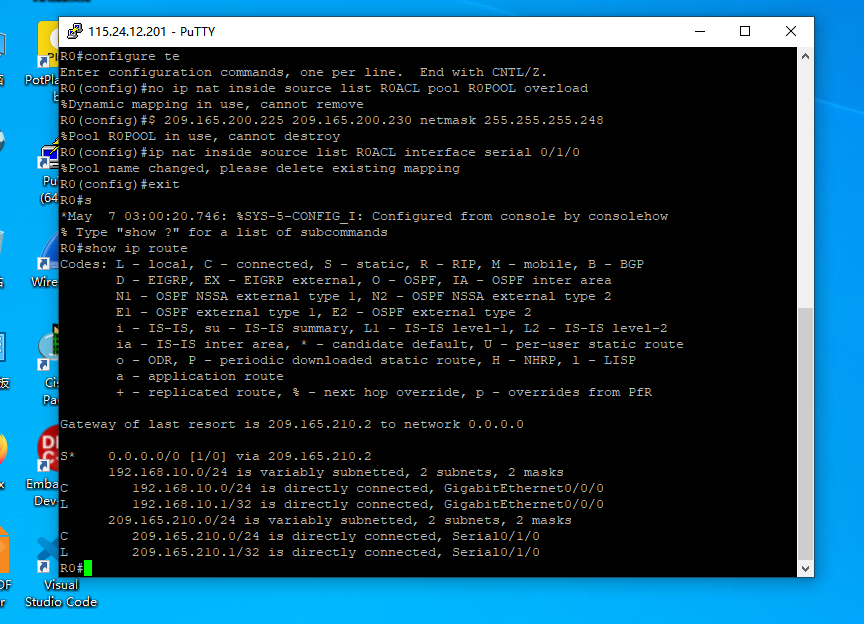 115.24.12.201 - PuTTY
R0#configure te
Enter configuration commands, one per line.  End with CNTL/Z.
R0(config)#no ip nat inside source list R0ACL pool R0POOL overload
%Dynamic mapping in use, cannot remove
R0(config)#$ 209.165.200.225 209.165.200.230 netmask 255.255.255.248
%Pool R0POOL in use, cannot destroy
R0(config)#ip nat inside source list R0ACL interface serial 0/1/0
%Pool name changed, please delete existing mapping
R0(config)#exit
R0#s
*May  7 03:00:20.746: %SYS-5-CONFIG_I: Configured from console by consolehow
% Type "show ?" for a list of subcommands
R0#show ip route
Codes: L - local, C - connected, S - static, R - RIP, M - mobile, B - BGP
D - EIGRP, EX - EIGRP external, O - OSPF, IA - OSPF inter area
N1 - OSPF NSSA external type 1, N2 - OSPF NSSA external type 2
E1 - OSPF external type 1, E2 - OSPF external type 2
i - IS-IS, su - IS-IS summary, L1 - IS-IS level-1, L2 - IS-IS level-2
ia - IS-IS inter area, * - candidate default, U - per-user static route
o - ODR, P - periodic downloaded static route, H - NHRP, l - LISP
a - application route
+ - replicated route, % - next hop override, p - overrides from PfR
Gateway of last resort is 209.165.210.2 to network 0.0.0.0
S*    0.0.0.0/0 [1/0] via 209.165.210.2
192.168.10.0/24 is variably subnetted, 2 subnets, 2 masks
C        192.168.10.0/24 is directly connected, GigabitEthernet0/0/0
L        192.168.10.1/32 is directly connected, GigabitEthernet0/0/0
209.165.210.0/24 is variably subnetted, 2 subnets, 2 masks
C        209.165.210.0/24 is directly connected, Serial0/1/0
L        209.165.210.1/32 is directly connected, Serial0/1/0
R0#
PotPla
b
Pu
(64
Wire
Cis
Pa
Emba
Dev
Visual
Studio Code